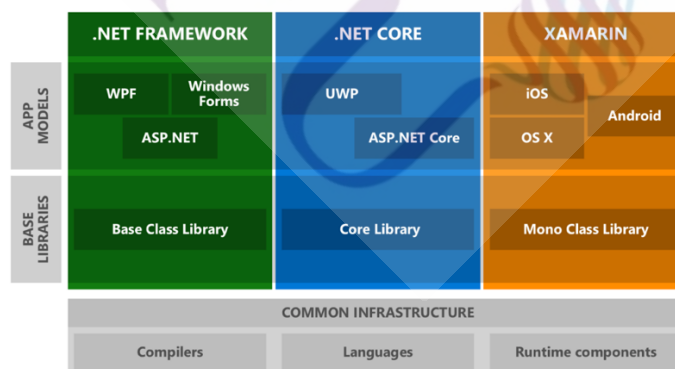 .NET FRAMEWORK
.NET CORE
XAMARIN
APP
MODELS
WPF
Windows
Forms
ASP.NET
UWP
ASP.NET Core
iOS
Android
OS X
BASE
LIBRARIES
Base Class Library
Core Library
Mono Class Library
COMMON INFRASTRUCTURE
Compilers
Languages
Runtime components